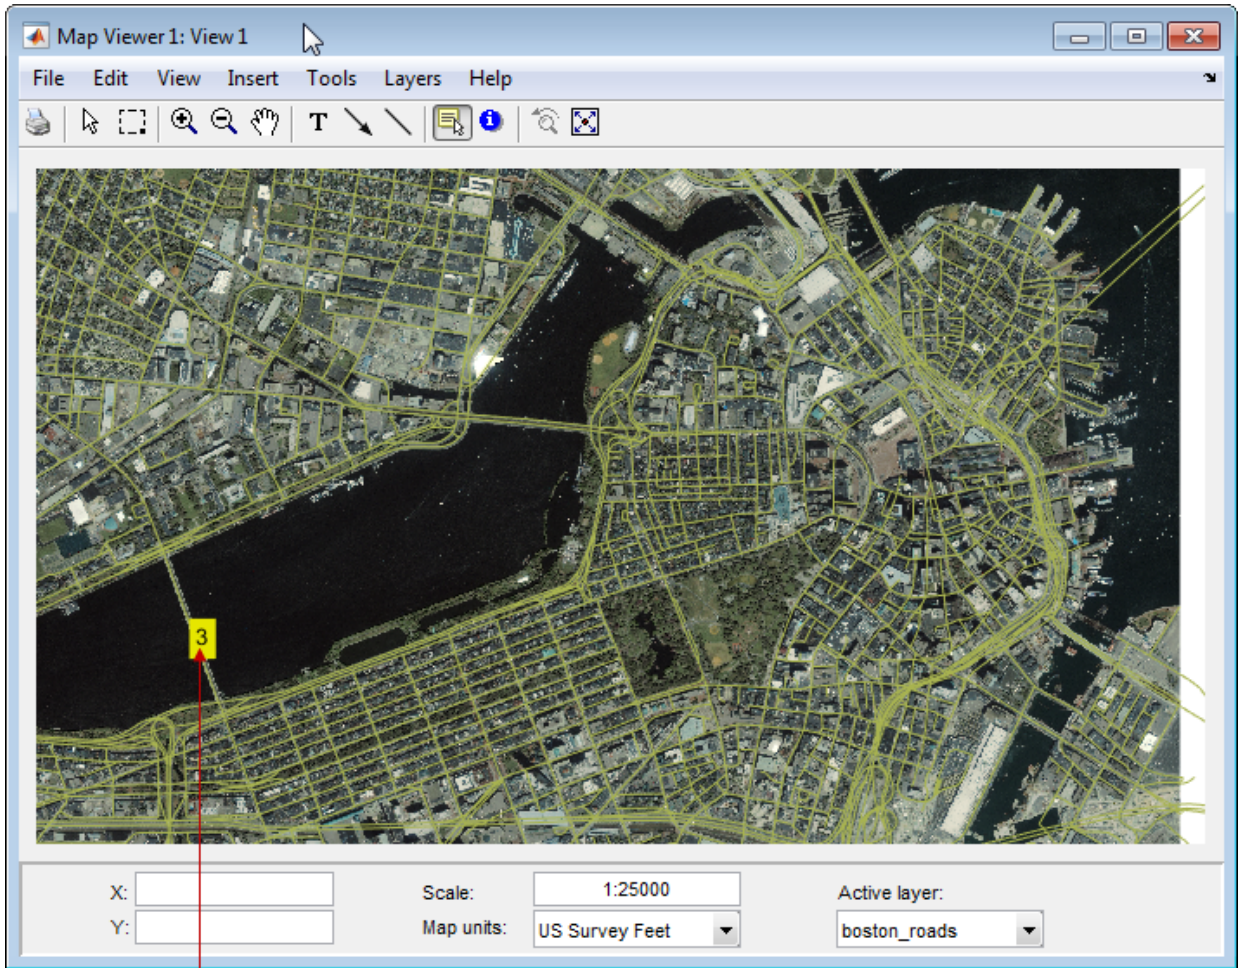 Map Viewer 1: View 1
File Edit View Insert Tools Layers Help
T
3
X: Scale: 1:25000 Active layer:
Y: Map units: US Survey Feet boston_roads